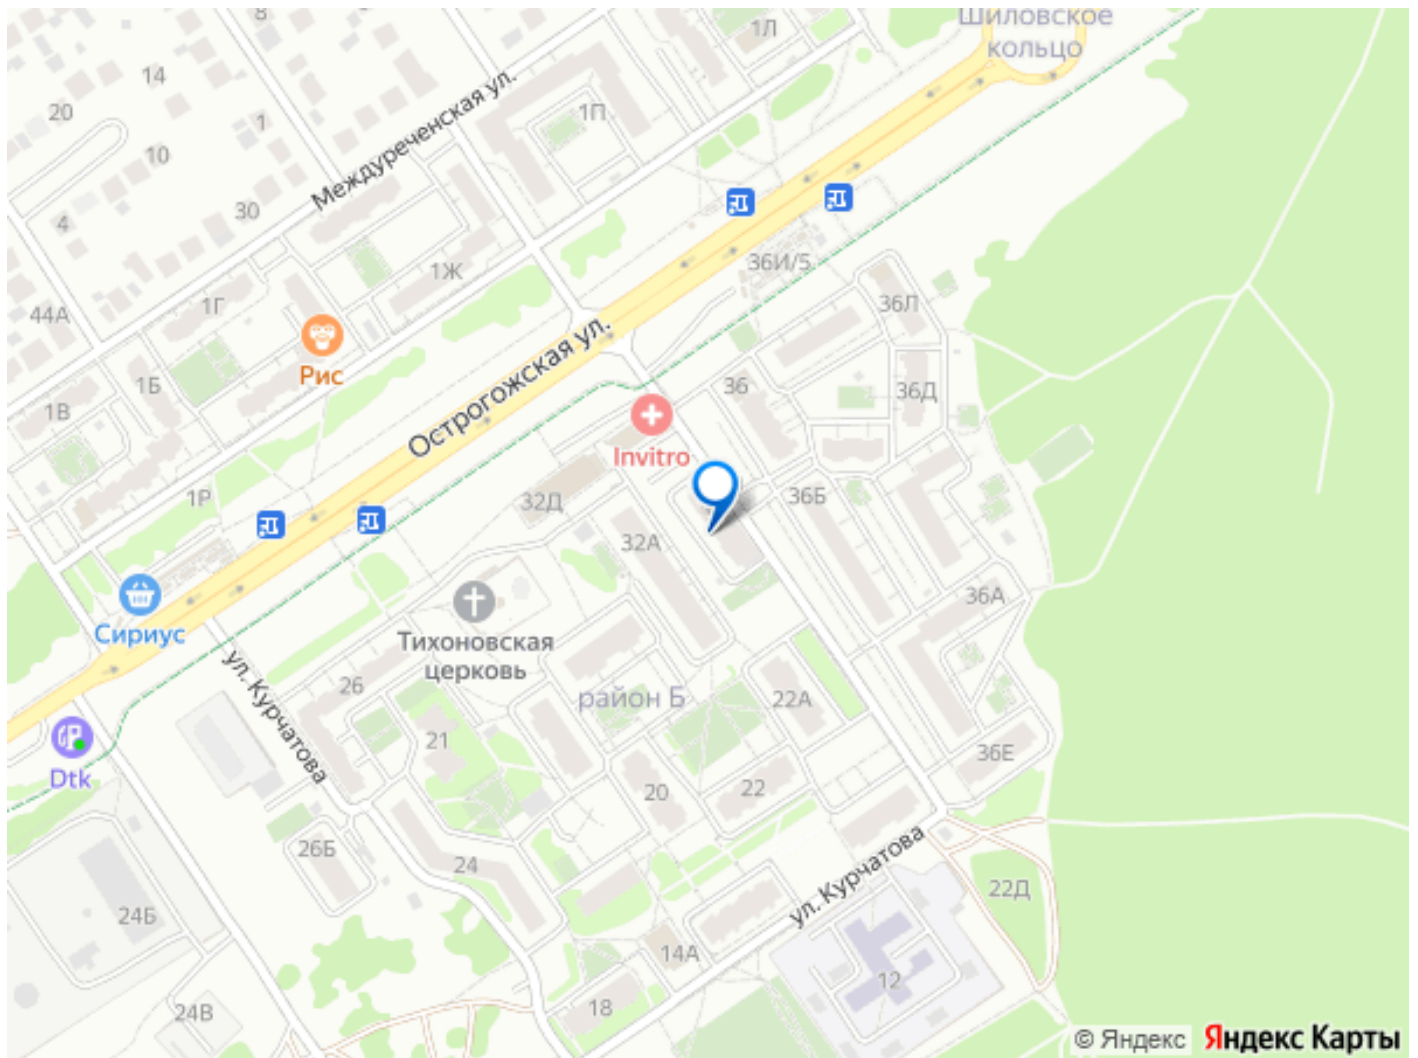 Шиловское
кольцо
8
1Л
14
20
1
10
1П
Междуреченская ул.
30
4
36И/5
1Ж
1Г
44А
36Л
Рис
Острогожская ул.
1Б
36
36Д
1В
Invitro
1Р
32Д
36Б
32А
36А
Сириус
Тихоновская
церковь
ул. Курчатова
26
район Б
22А
21
36Е
Dtk
20
22
26Б
24
ул. Курчатова
22Д
24Б
14А
12
18
24В
© Яндекс
Яндекс Карты